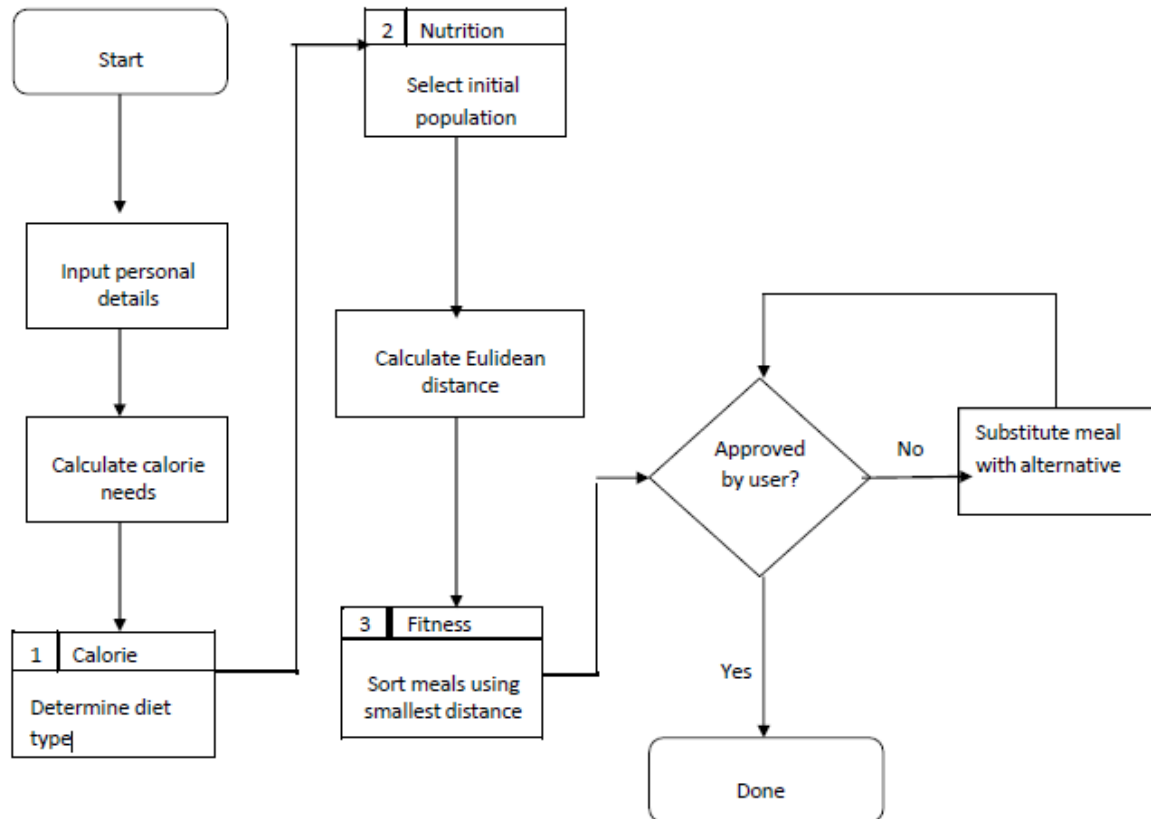 Start
Input personal
details
Calculate calorie
needs
1 Calorie
Determine diet
type
2 Nutrition
Select initial
population
Calculate Eulidean
distance
3 Fitness
Sort meals using
smallest distance
Approved
by user?
No
Substitute meal
with alternative
Yes
Done